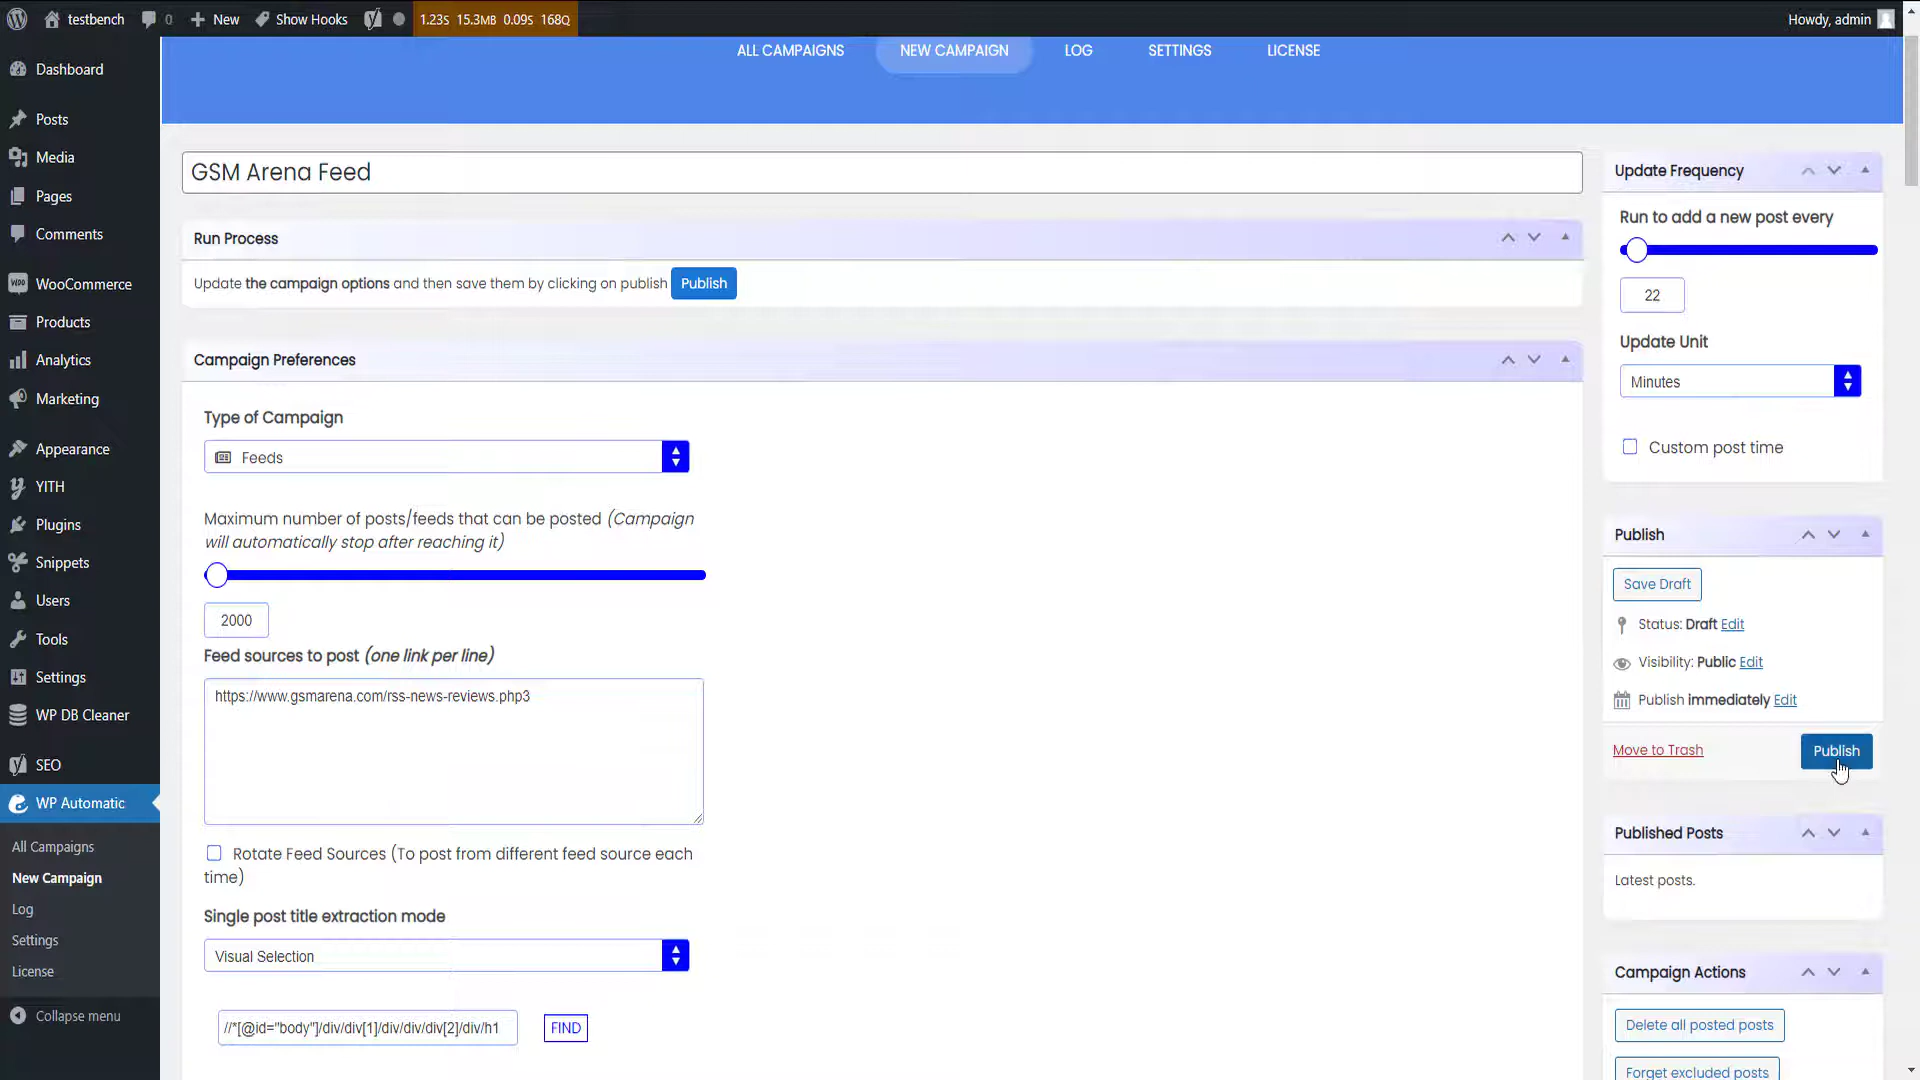 testbench
0
New
Show Hooks
1.23S 15.3MB 0.09S 168Q
Howdy, admin
Dashboard
Posts
Media
Pages
Comments
WooCommerce
Products
Analytics
Marketing
Appearance
YITH
Plugins
Snippets
Users
Tools
Settings
WP DB Cleaner
SEO
WP Automatic
All Campaigns
New Campaign
Log
Settings
License
Collapse menu
ALL CAMPAIGNS
NEW CAMPAIGN
LOG
SETTINGS
LICENSE
GSM Arena Feed
Run Process
Update the campaign options and then save them by clicking on publish Publish
Campaign Preferences
Type of Campaign
Feeds
Maximum number of posts/feeds that can be posted (Campaign
will automatically stop after reaching it)
2000
Feed sources to post (one link per line)
https://www.gsmarena.com/rss-news-reviews.php3
Rotate Feed Sources (To post from different feed source each
time)
Single post title extraction mode
Visual Selection
//*[@id="body"]/div/div[1]/div/div/div[2]/div/h1
FIND
Update Frequency
Run to add a new post every
22
Update Unit
Minutes
Custom post time
Publish
Save Draft
Status: Draft Edit
Visibility: Public Edit
Publish immediately Edit
Move to Trash
Publish
Published Posts
Latest posts.
Campaign Actions
Delete all posted posts
Forget excluded posts